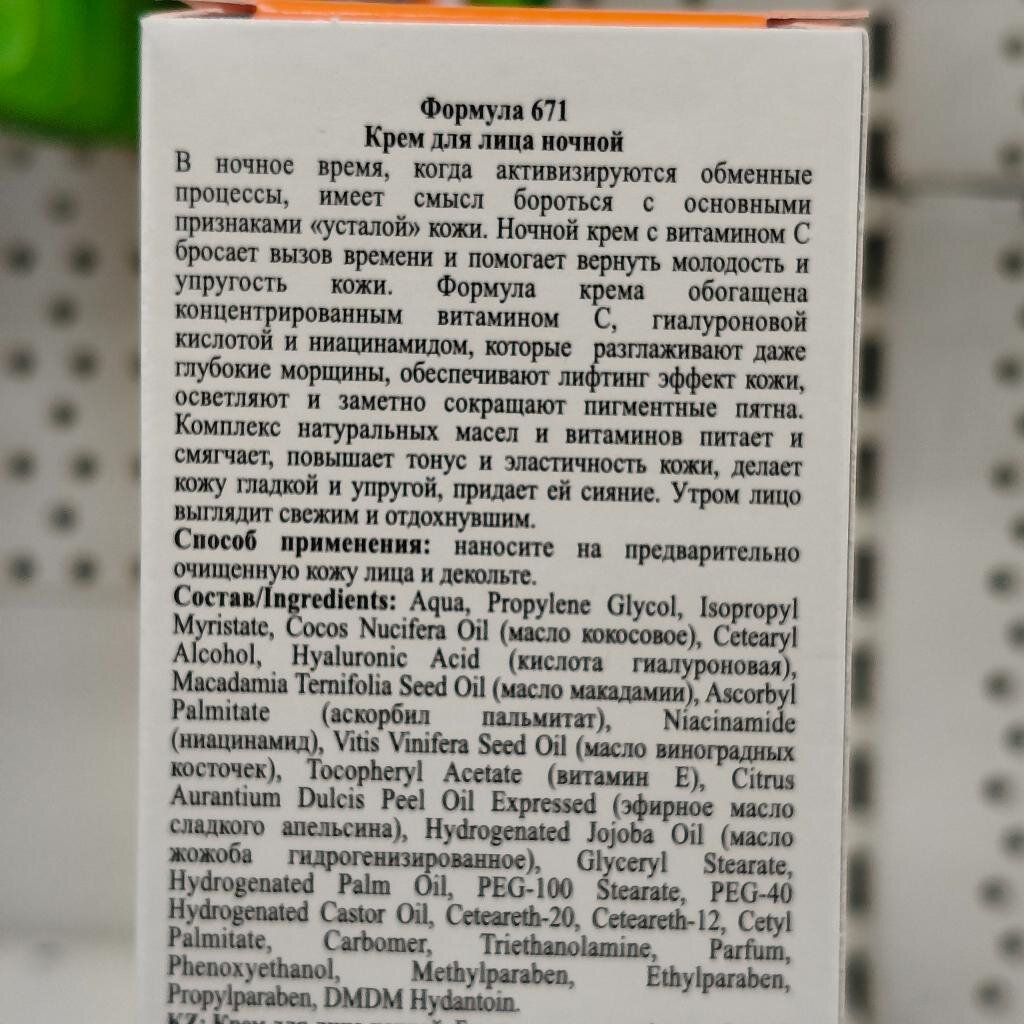 Формула 671
Крем для лица ночной
В ночное время, когда активизируются обменные
процессы, имеет смысл бороться с основными
признаками «усталой» кожи. Ночной крем с витамином С
бросает вызов времени и помогает вернуть молодость и
упругость кожи. Формула крема обогащена
концентрированным витамином С, гиалуроновой
кислотой и ниацинамидом, которые разглаживают даже
глубокие морщины, обеспечивают лифтинг эффект кожи,
осветляют и заметно сокращают пигментные пятна.
Комплекс натуральных масел и витаминов питает и
смягчает, повышает тонус и эластичность кожи, делает
кожу гладкой и упругой, придает ей сияние. Утром лицо
выглядит свежим и отдохнувшим.
Способ применения: наносите на предварительно
очищенную кожу лица и декольте.
Состав/Ingredients: Aqua, Propylene Glycol, Isopropyl
Myristate, Cocos Nucifera Oil (масло кокосовое), Cetearyl
Alcohol, Hyaluronic Acid (кислота гиалуроновая),
Macadamia Ternifolia Seed Oil (масло макадамии), Ascorbyl
Palmitate (аскорбил пальмитат), Niacinamide
(ниацинамид), Vitis Vinifera Seed Oil (масло виноградных
косточек), Tocopheryl Acetate (витамин Е), Citrus
Aurantium Dulcis Peel Oil Expressed (эфирное масло
сладкого апельсина), Hydrogenated Jojoba Oil (масло
жожоба гидрогенизированное), Glyceryl Stearate,
Hydrogenated Palm Oil, PEG-100 Stearate, PEG-40
Hydrogenated Castor Oil, Ceteareth-20, Ceteareth-12, Cetyl
Palmitate, Carbomer, Triethanolamine, Parfum,
Phenoxyethanol, Methylparaben, Ethylparaben,
Propylparaben, DMDM Hydantoin.
KZ: Крем для лица ночной.